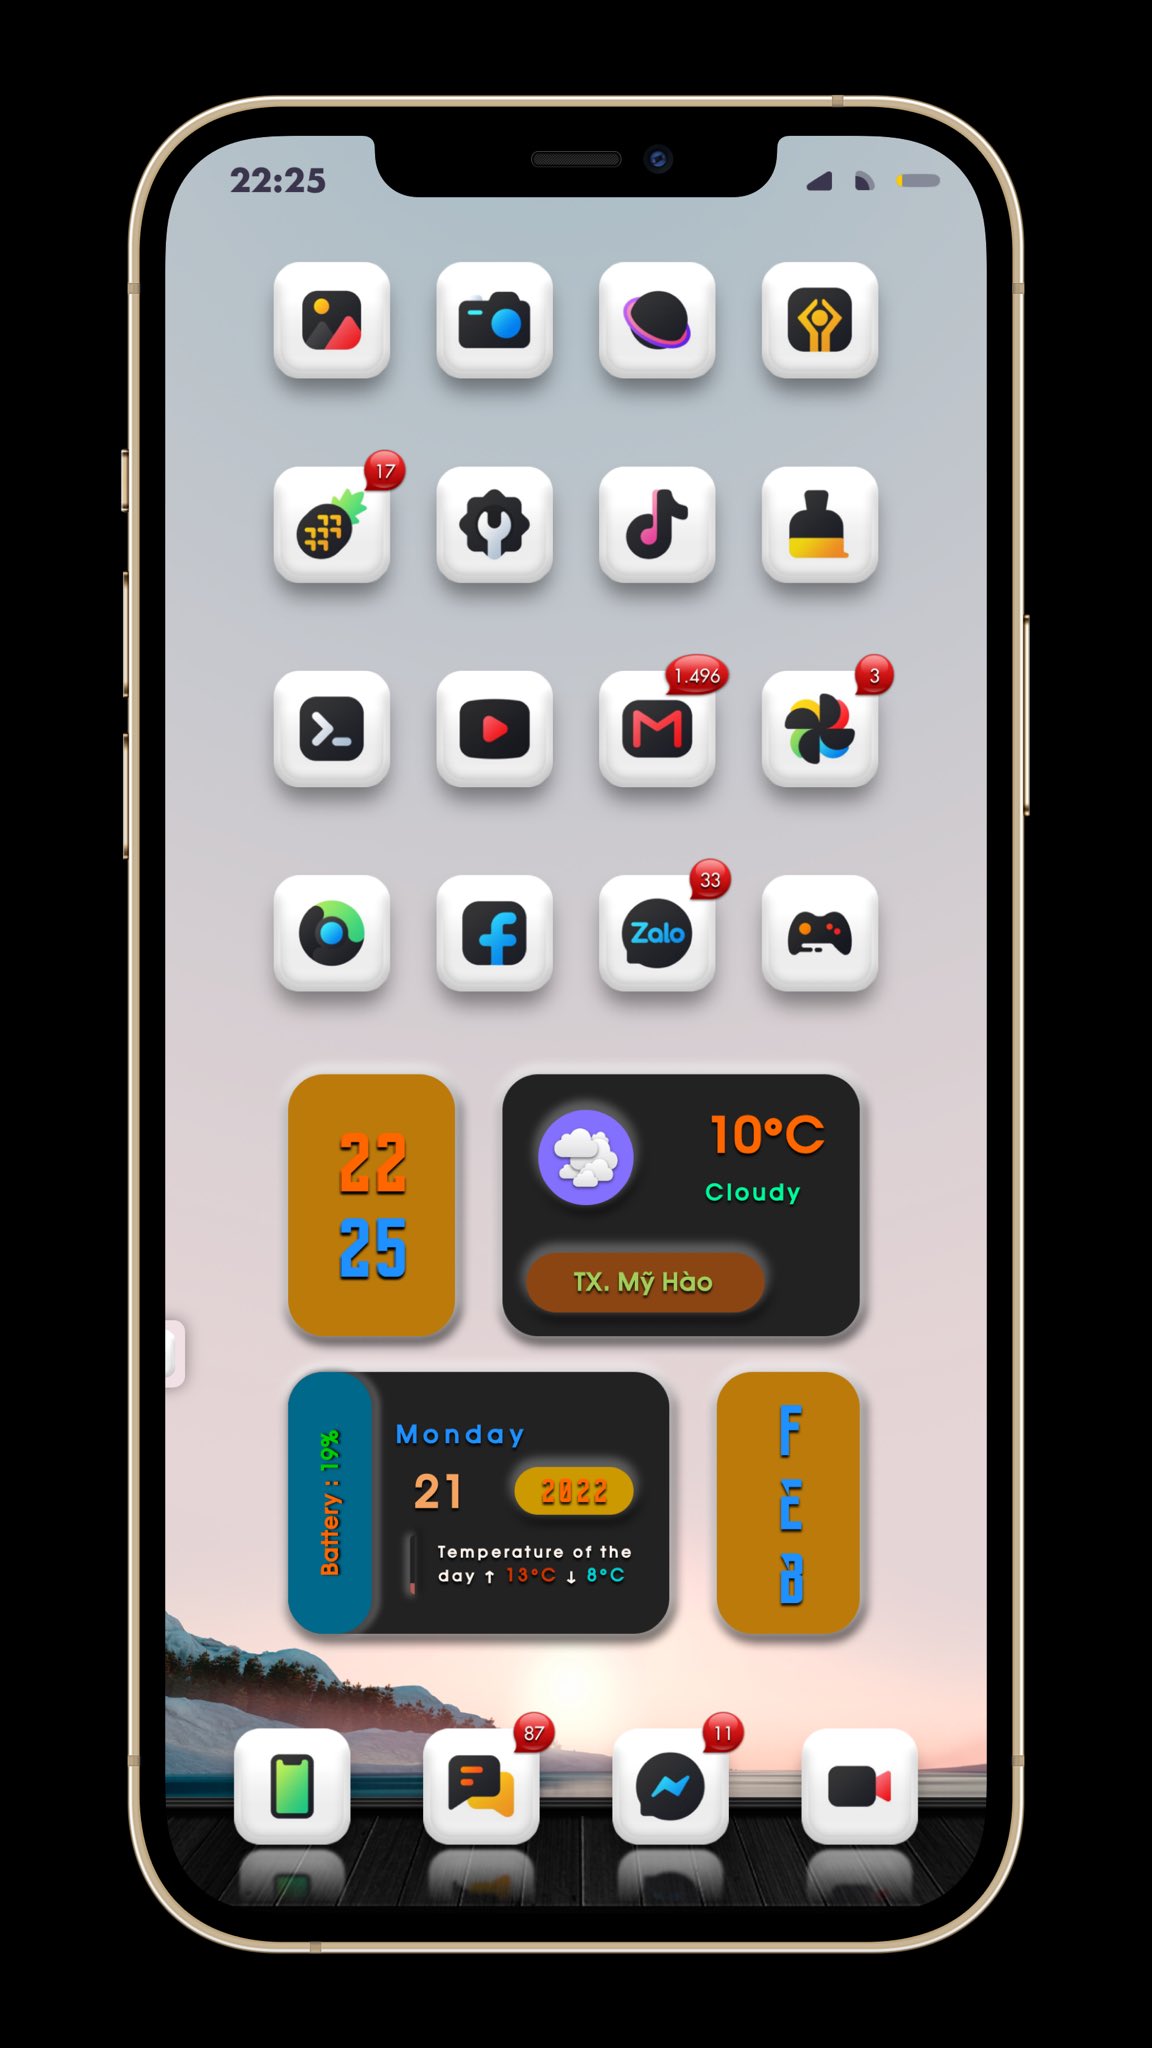 22:25
17
1.496
3
Zalo
33
22
25
10°C
Cloudy
TX. Mỹ Hào
Battery : 19%
Monday
21
2022
Temperature of the
day ↑ 13°C ↓ 8°C
F
E
B
87
11